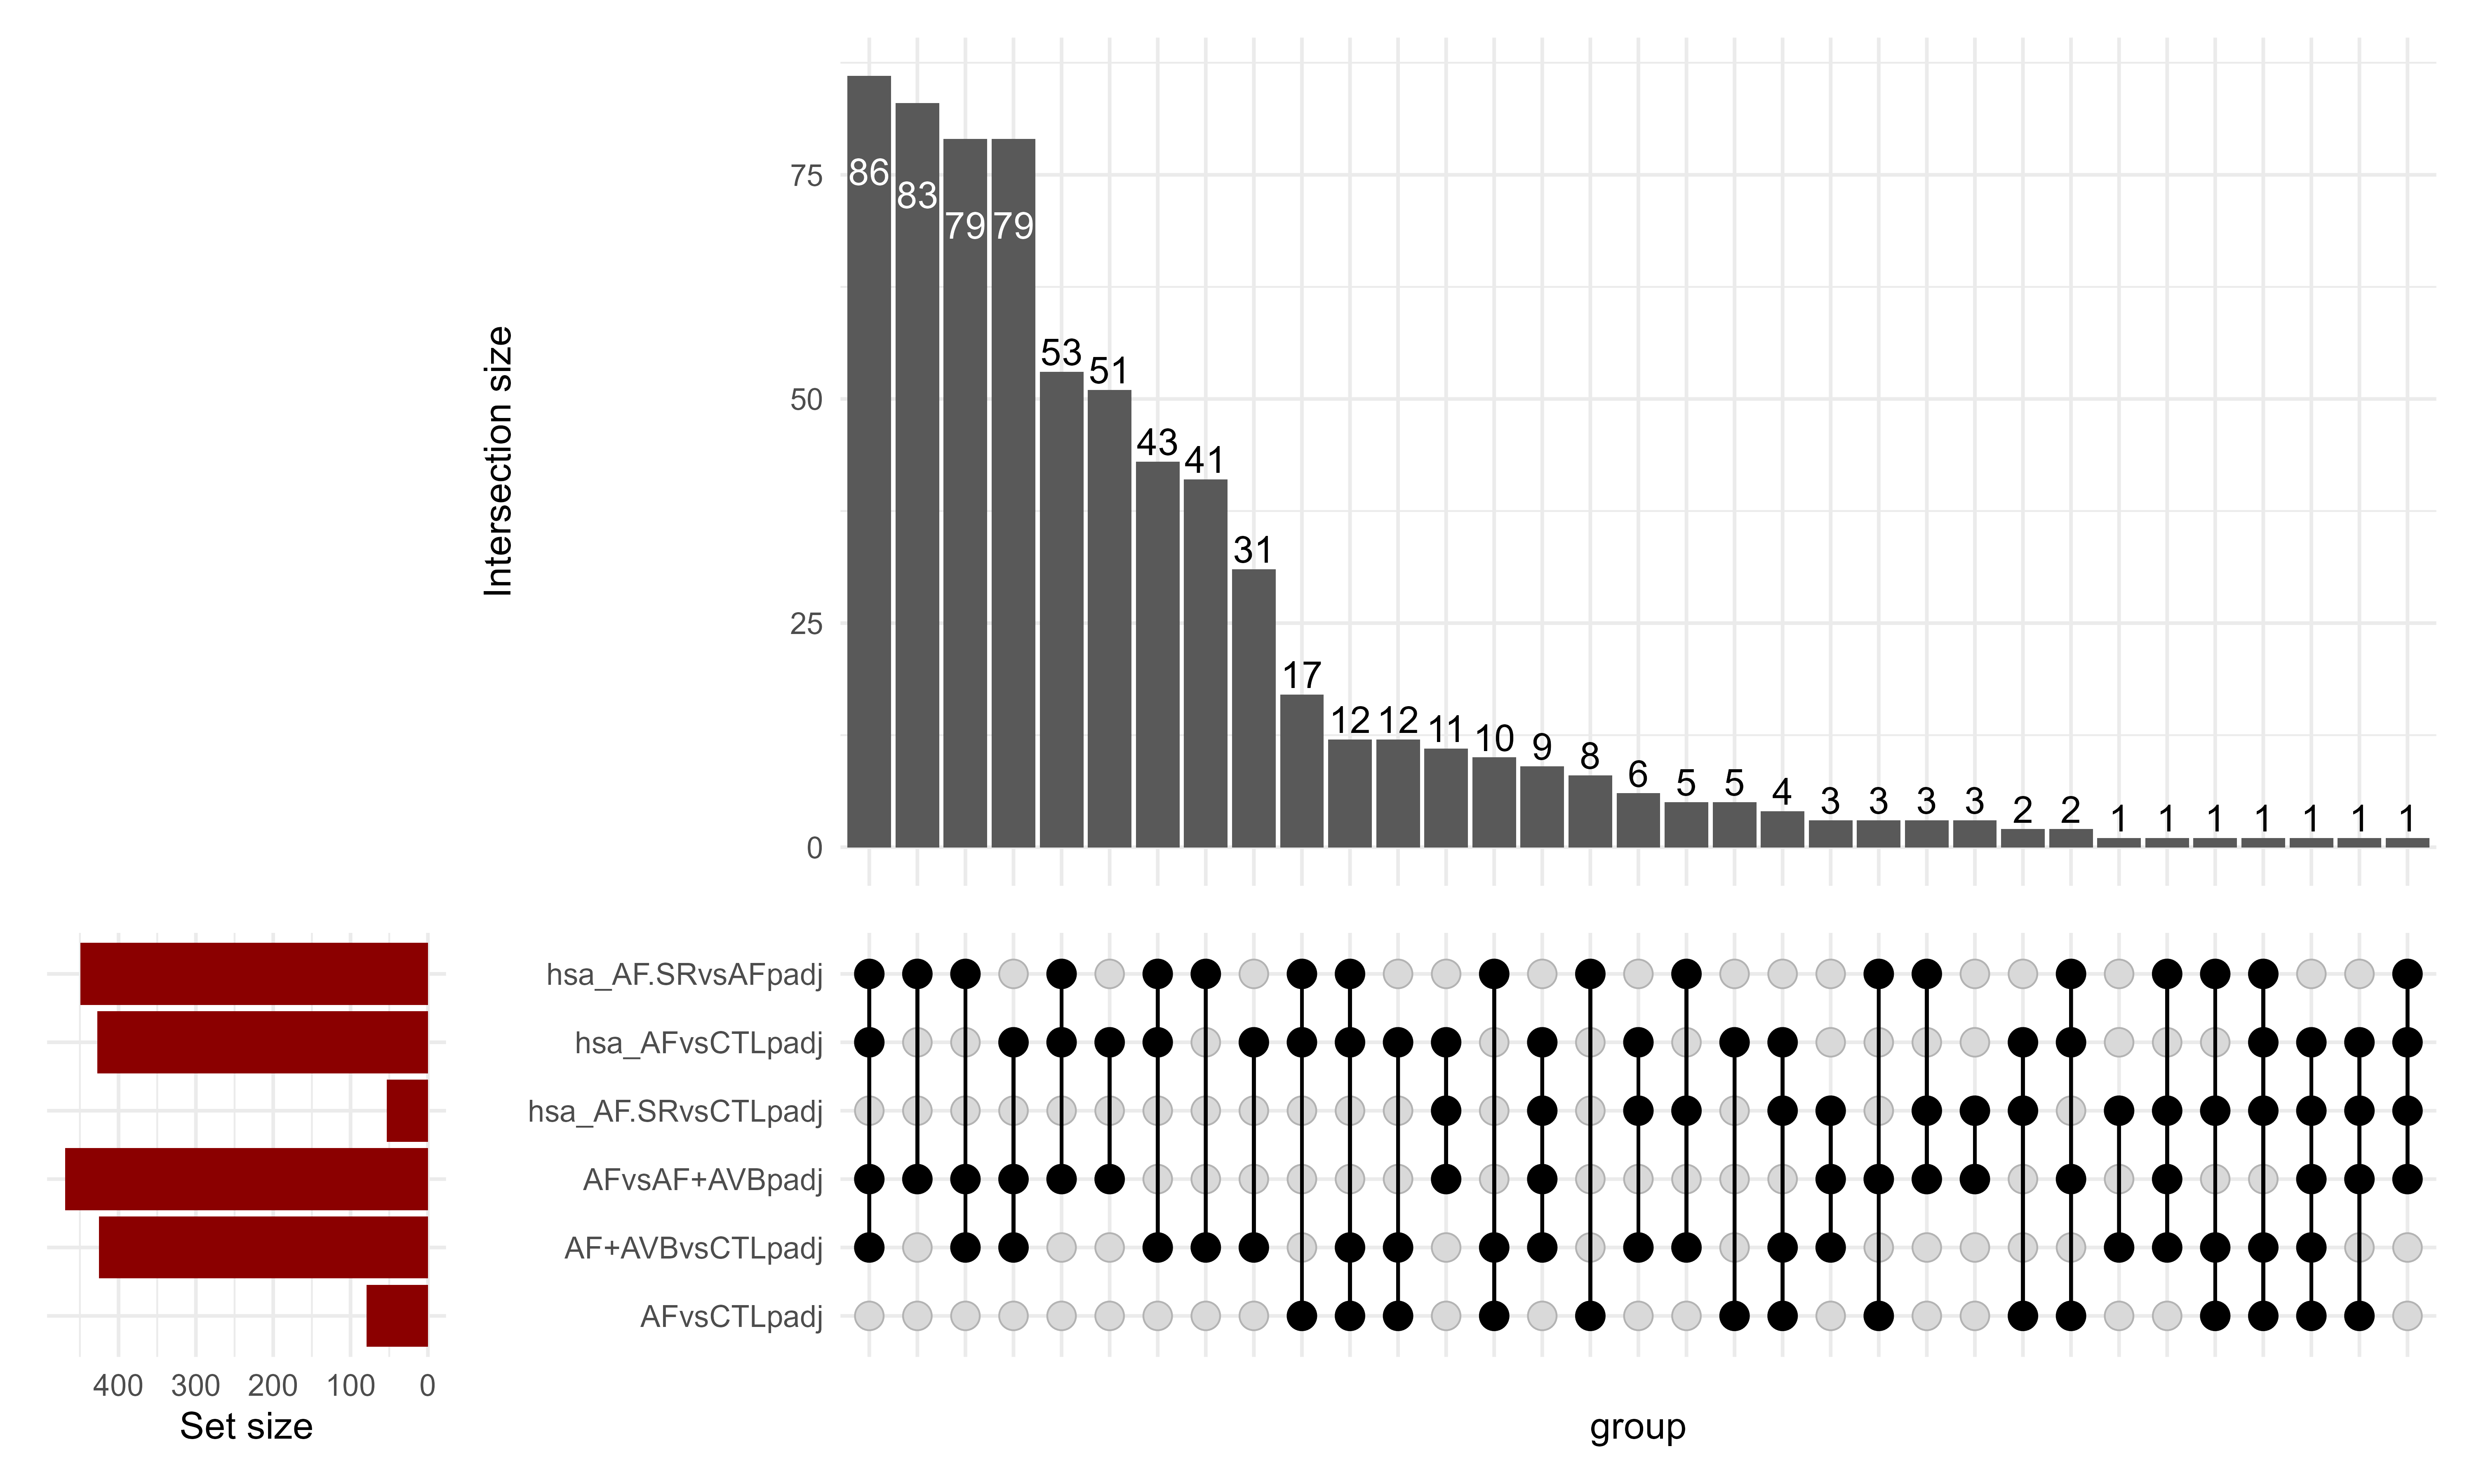 Intersection size
75
50
25
0
86 83 79 79 53 51 43 41 31 17 12 12 11 10 9 8 6 5 5 4 3 3 3 3 2 2 1 1 1 1 1 1 1
hsa_AF.SRvsAFpadj
hsa_AFvsCTLpadj
hsa_AF.SRvsCTLpadj
AFvsAF+AVBpadj
AF+AVBvsCTLpadj
AFvsCTLpadj
400 300 200 100 0
Set size
group